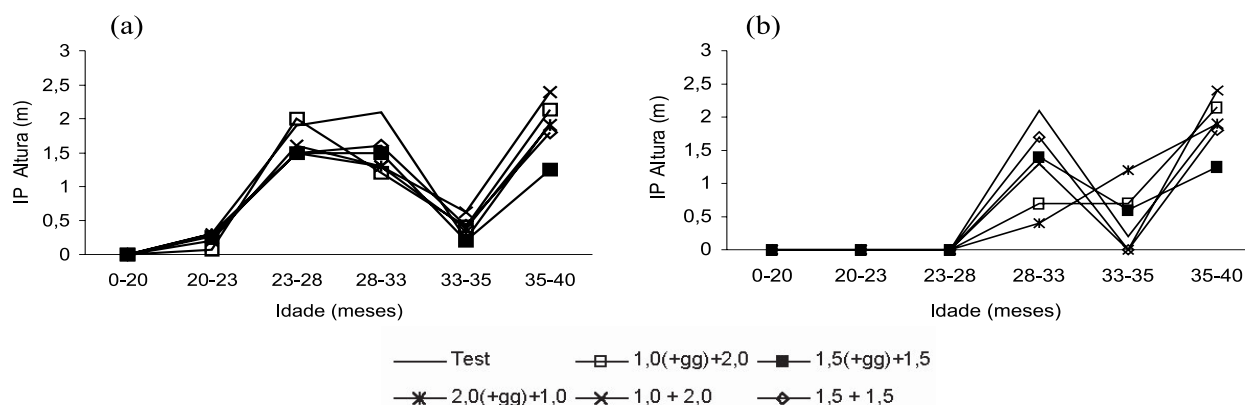 (a)
(b)
IP Altura (m)
3
2,5
2
1,5
1
0,5
0
0-20 20-23 23-28 28-33 33-35 35-40
Idade (meses)
IP Altura (m)
3
2,5
2
1,5
1
0,5
0
0-20 20-23 23-28 28-33 33-35 35-40
Idade (meses)
Test 1,0(+gg)+2,0 1,5(+gg)+1,5
2,0(+gg)+1,0 1,0 + 2,0 1,5 + 1,5